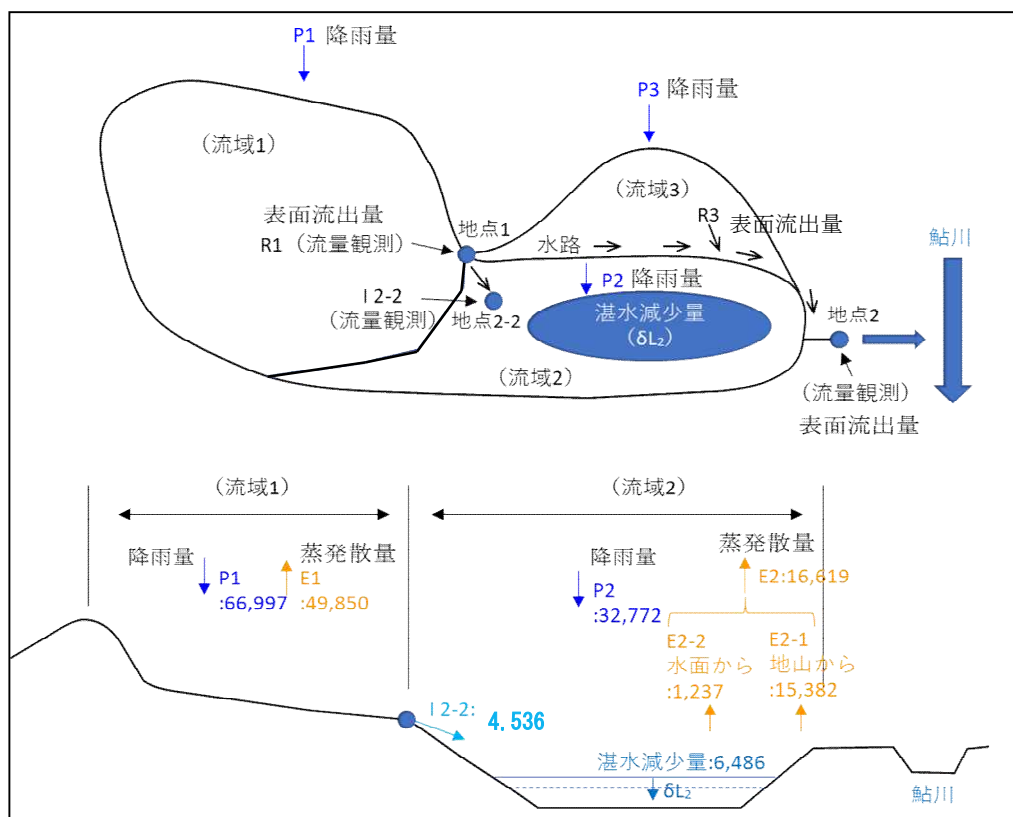 P1 降雨量
P3 降雨量
（流域1）
（流域3）
表面流出量
R1（流量観測）
地点1
水路
R3
表面流出量
鮎川
P2 降雨量
I 2-2
（流量観測）
地点2-2
湛水減少量
（δL₂）
地点2
（流域2）
（流量観測）
表面流出量
（流域1）
（流域2）
降雨量
蒸発散量
P1
:66,997
E1
:49,850
降雨量
P2
:32,772
蒸発散量
E2:16,619
E2-2
水面から
:1,237
E2-1
地山から
:15,382
I 2-2:
4.536
湛水減少量:6,486
δL₂
鮎川